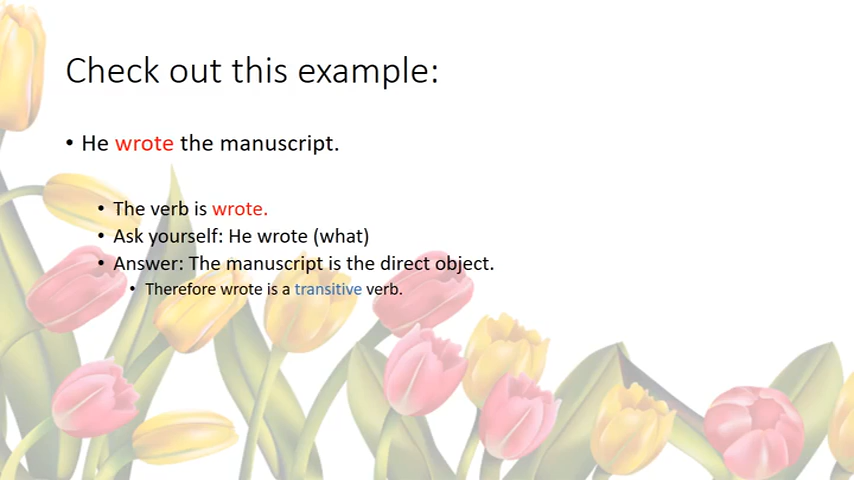 Check out this example:
• He wrote the manuscript.
• The verb is wrote.
• Ask yourself: He wrote (what)
• Answer: The manuscript is the direct object.
• Therefore wrote is a transitive verb.